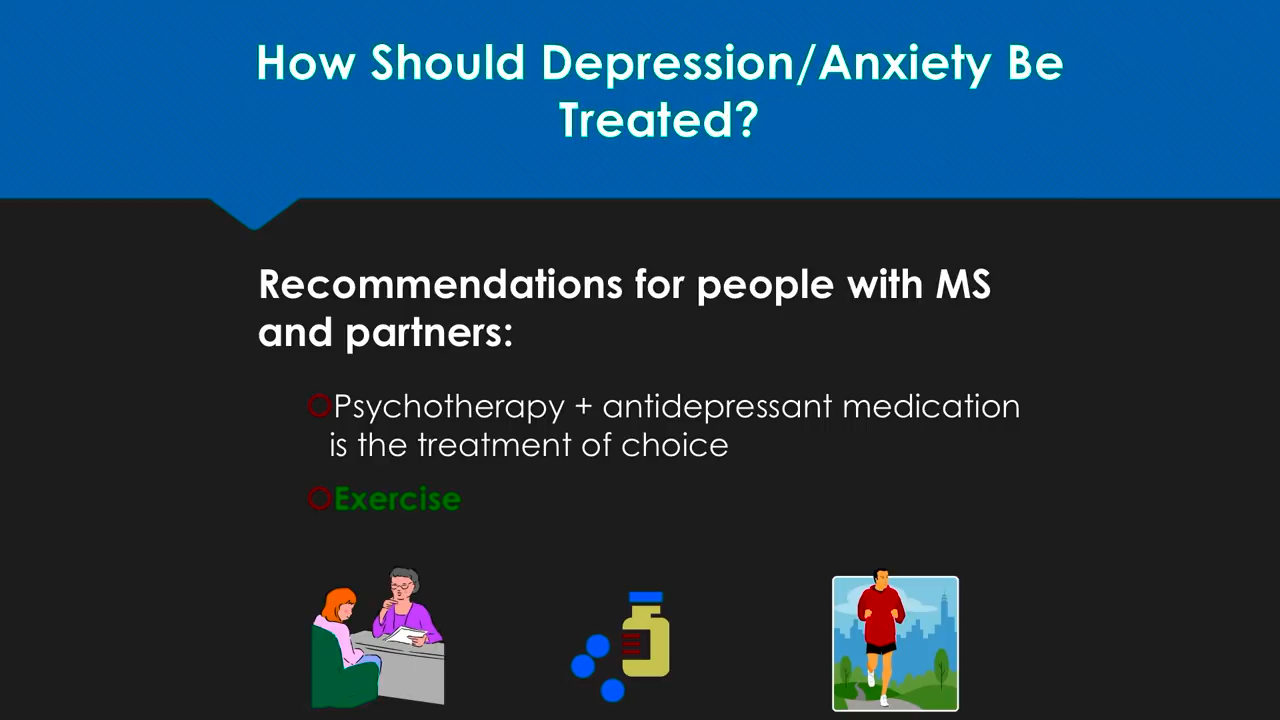 How Should Depression/Anxiety Be
Treated?
Recommendations for people with MS
and partners:
Psychotherapy + antidepressant medication
is the treatment of choice
Exercise